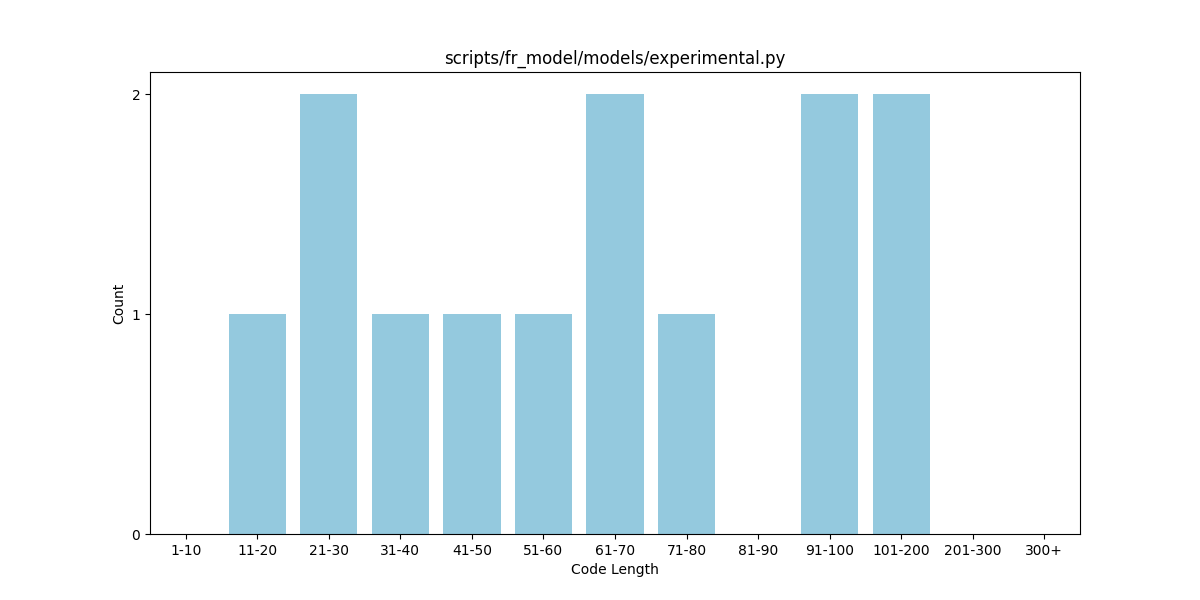 scripts/fr_model/models/experimental.py
2
1
0
Count
1-10 11-20 21-30 31-40 41-50 51-60 61-70 71-80 81-90 91-100 101-200 201-300 300+
Code Length